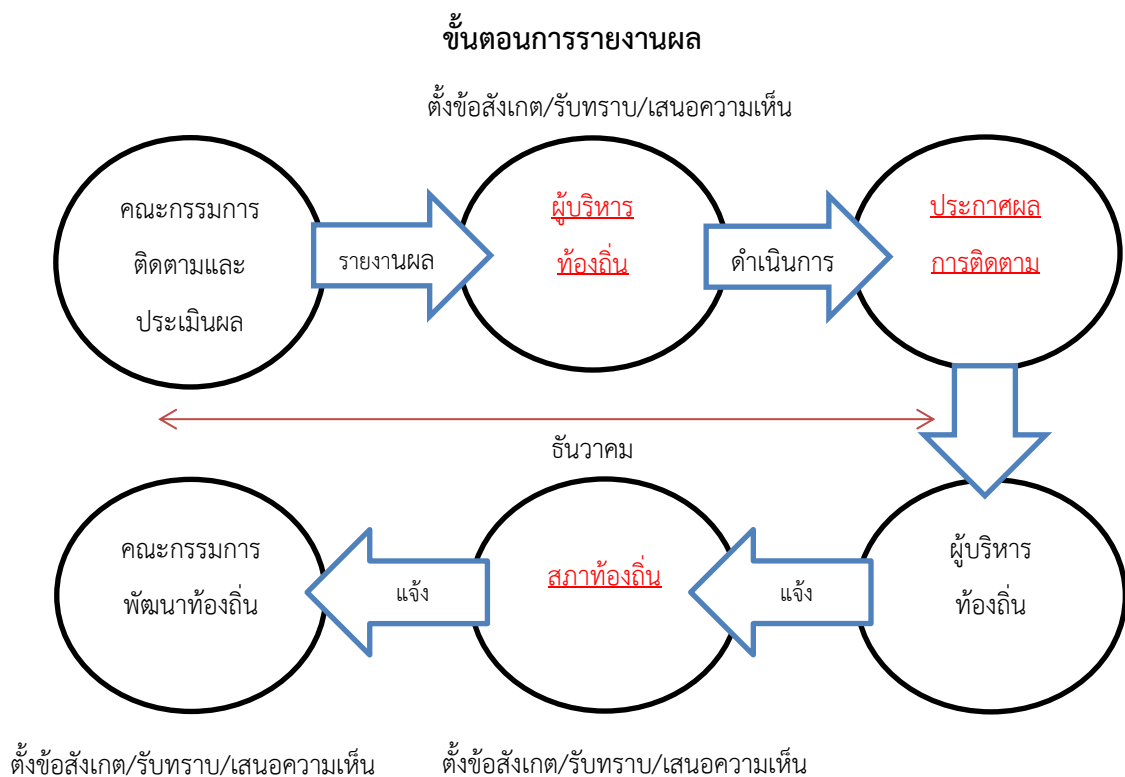 ขั้นตอนการรายงานผล
ตั้งข้อสังเกต/รับทราบ/เสนอความเห็น
คณะกรรมการ
ติดตามและ
ประเมินผล
รายงานผล
ผู้บริหาร
ท้องถิ่น
ดำเนินการ
ประกาศผล
การติดตาม
ธันวาคม
คณะกรรมการ
พัฒนาท้องถิ่น
แจ้ง
สภาท้องถิ่น
แจ้ง
ผู้บริหาร
ท้องถิ่น
ตั้งข้อสังเกต/รับทราบ/เสนอความเห็น
ตั้งข้อสังเกต/รับทราบ/เสนอความเห็น